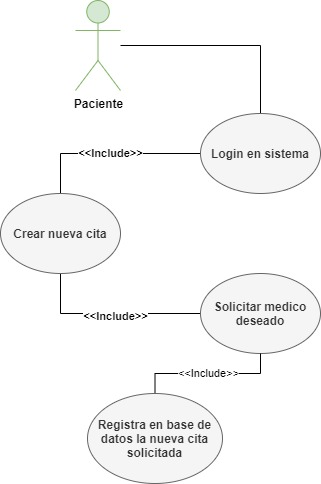 Paciente
<<Include>>
Login en sistema
Crear nueva cita
<<Include>>
Solicitar medico
deseado
<<Include>>
Registra en base de
datos la nueva cita
solicitada